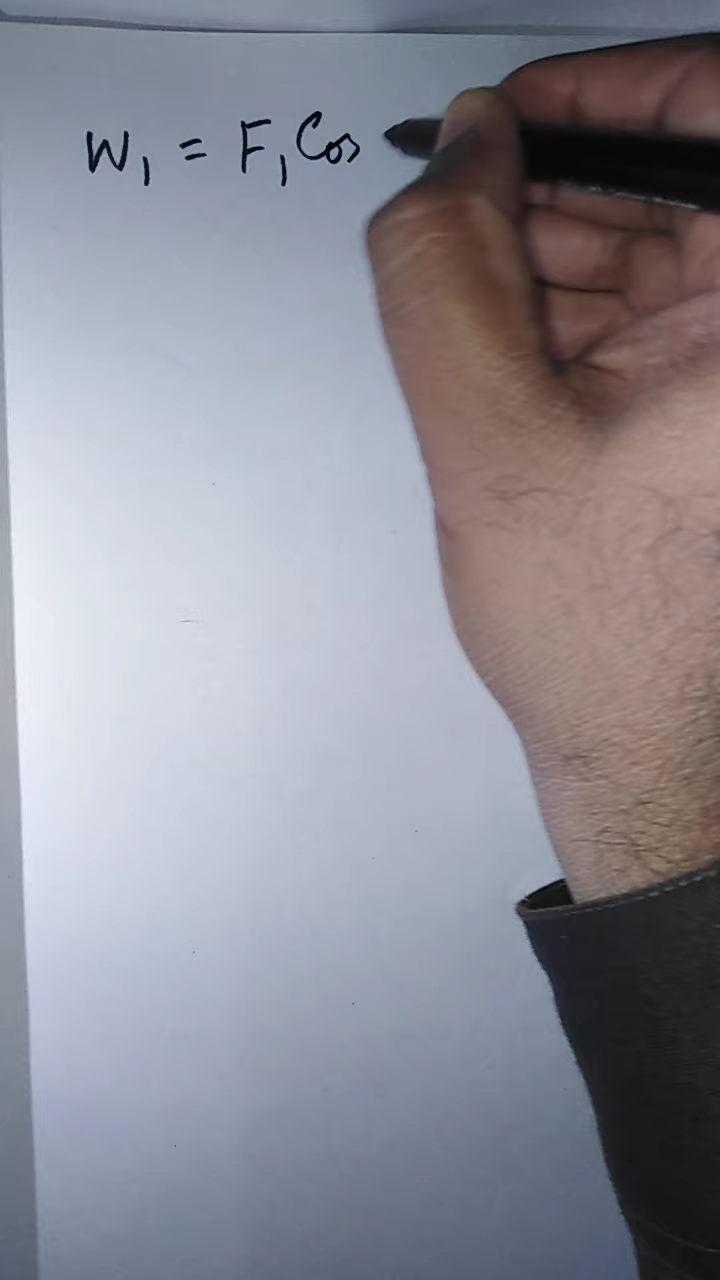 W₁ = F₁ Cos